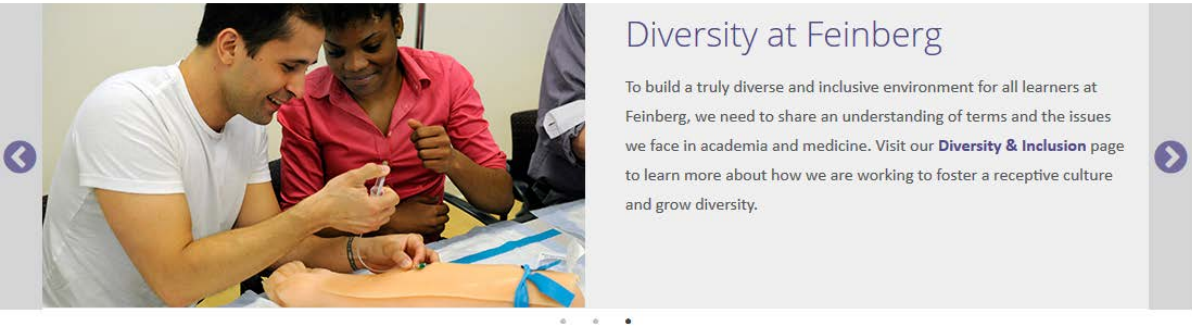 Diversity at Feinberg
To build a truly diverse and inclusive environment for all learners at
Feinberg, we need to share an understanding of terms and the issues
we face in academia and medicine. Visit our Diversity & Inclusion page
to learn more about how we are working to foster a receptive culture
and grow diversity.